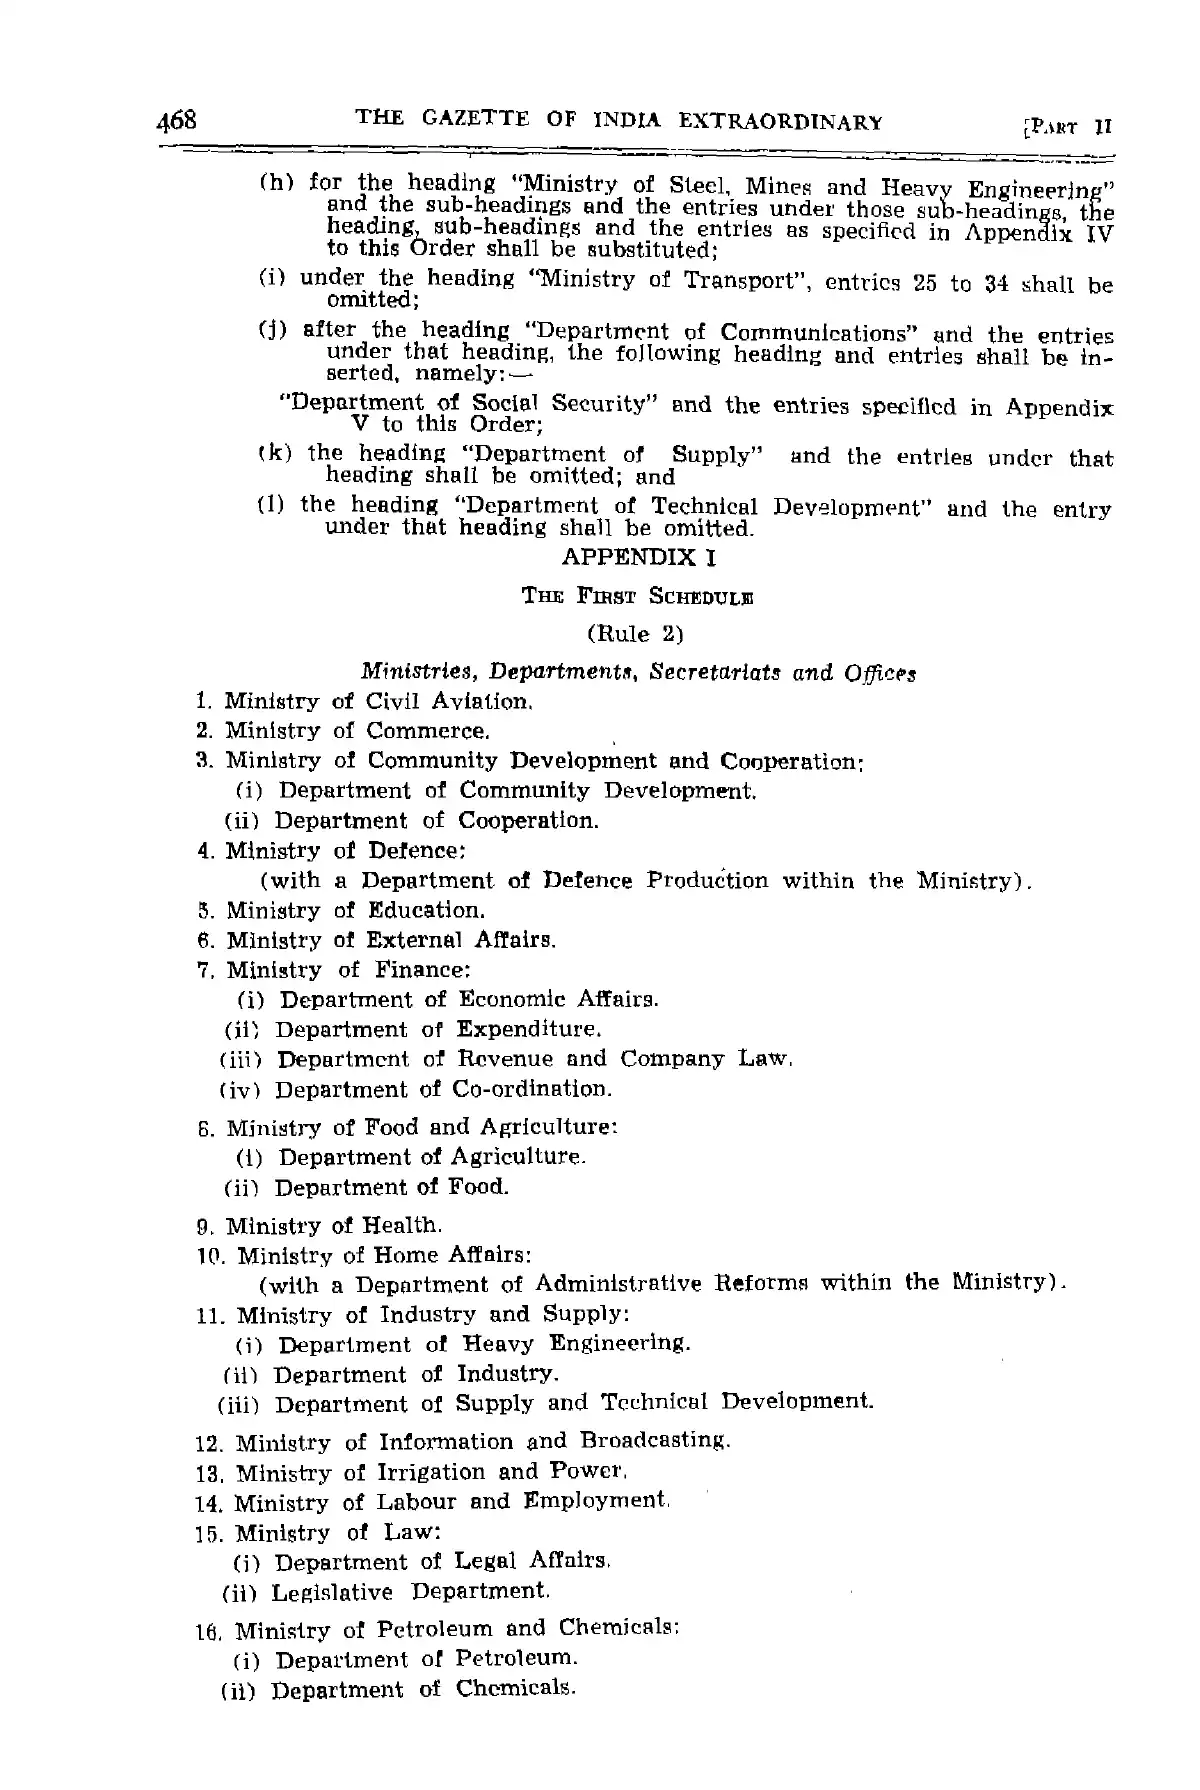 468 THE GAZETTE OF INDIA EXTRAORDINARY [PART II
(h) for the heading "Ministry of Steel, Mines and Heavy Engineering"
and the sub-headings and the entries under those sub-headings, the
heading, sub-headings and the entries as specified in Appendix IV
to this Order shall be substituted;
(i) under the heading "Ministry of Transport", entries 25 to 34 shall be
omitted;
(j) after the heading "Department of Communications" and the entries
under that heading, the following heading and entries shall be in-
serted, namely:—
"Department of Social Security" and the entries specified in Appendix
V to this Order;
(k) the heading "Department of Supply" and the entries under that
heading shall be omitted; and
(l) the heading "Department of Technical Development" and the entry
under that heading shall be omitted.
APPENDIX I
THE FIRST SCHEDULE
(Rule 2)
Ministries, Departments, Secretariats and Offices
1. Ministry of Civil Aviation.
2. Ministry of Commerce.
3. Ministry of Community Development and Cooperation:
(i) Department of Community Development.
(ii) Department of Cooperation.
4. Ministry of Defence:
(with a Department of Defence Production within the Ministry).
5. Ministry of Education.
6. Ministry of External Affairs.
7. Ministry of Finance:
(i) Department of Economic Affairs.
(ii) Department of Expenditure.
(iii) Department of Revenue and Company Law.
(iv) Department of Co-ordination.
8. Ministry of Food and Agriculture:
(i) Department of Agriculture.
(ii) Department of Food.
9. Ministry of Health.
10. Ministry of Home Affairs:
(with a Department of Administrative Reforms within the Ministry).
11. Ministry of Industry and Supply:
(i) Department of Heavy Engineering.
(ii) Department of Industry.
(iii) Department of Supply and Technical Development.
12. Ministry of Information and Broadcasting.
13. Ministry of Irrigation and Power.
14. Ministry of Labour and Employment.
15. Ministry of Law:
(i) Department of Legal Affairs.
(ii) Legislative Department.
16. Ministry of Petroleum and Chemicals:
(i) Department of Petroleum.
(ii) Department of Chemicals.